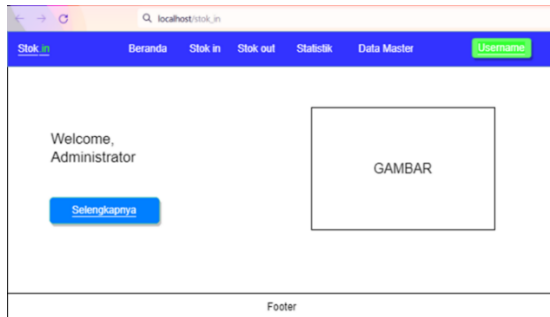 localhost/stok_in
Stok.in Beranda Stok in Stok out Statistik Data Master Username
Welcome,
Administrator
GAMBAR
Selengkapnya
Footer